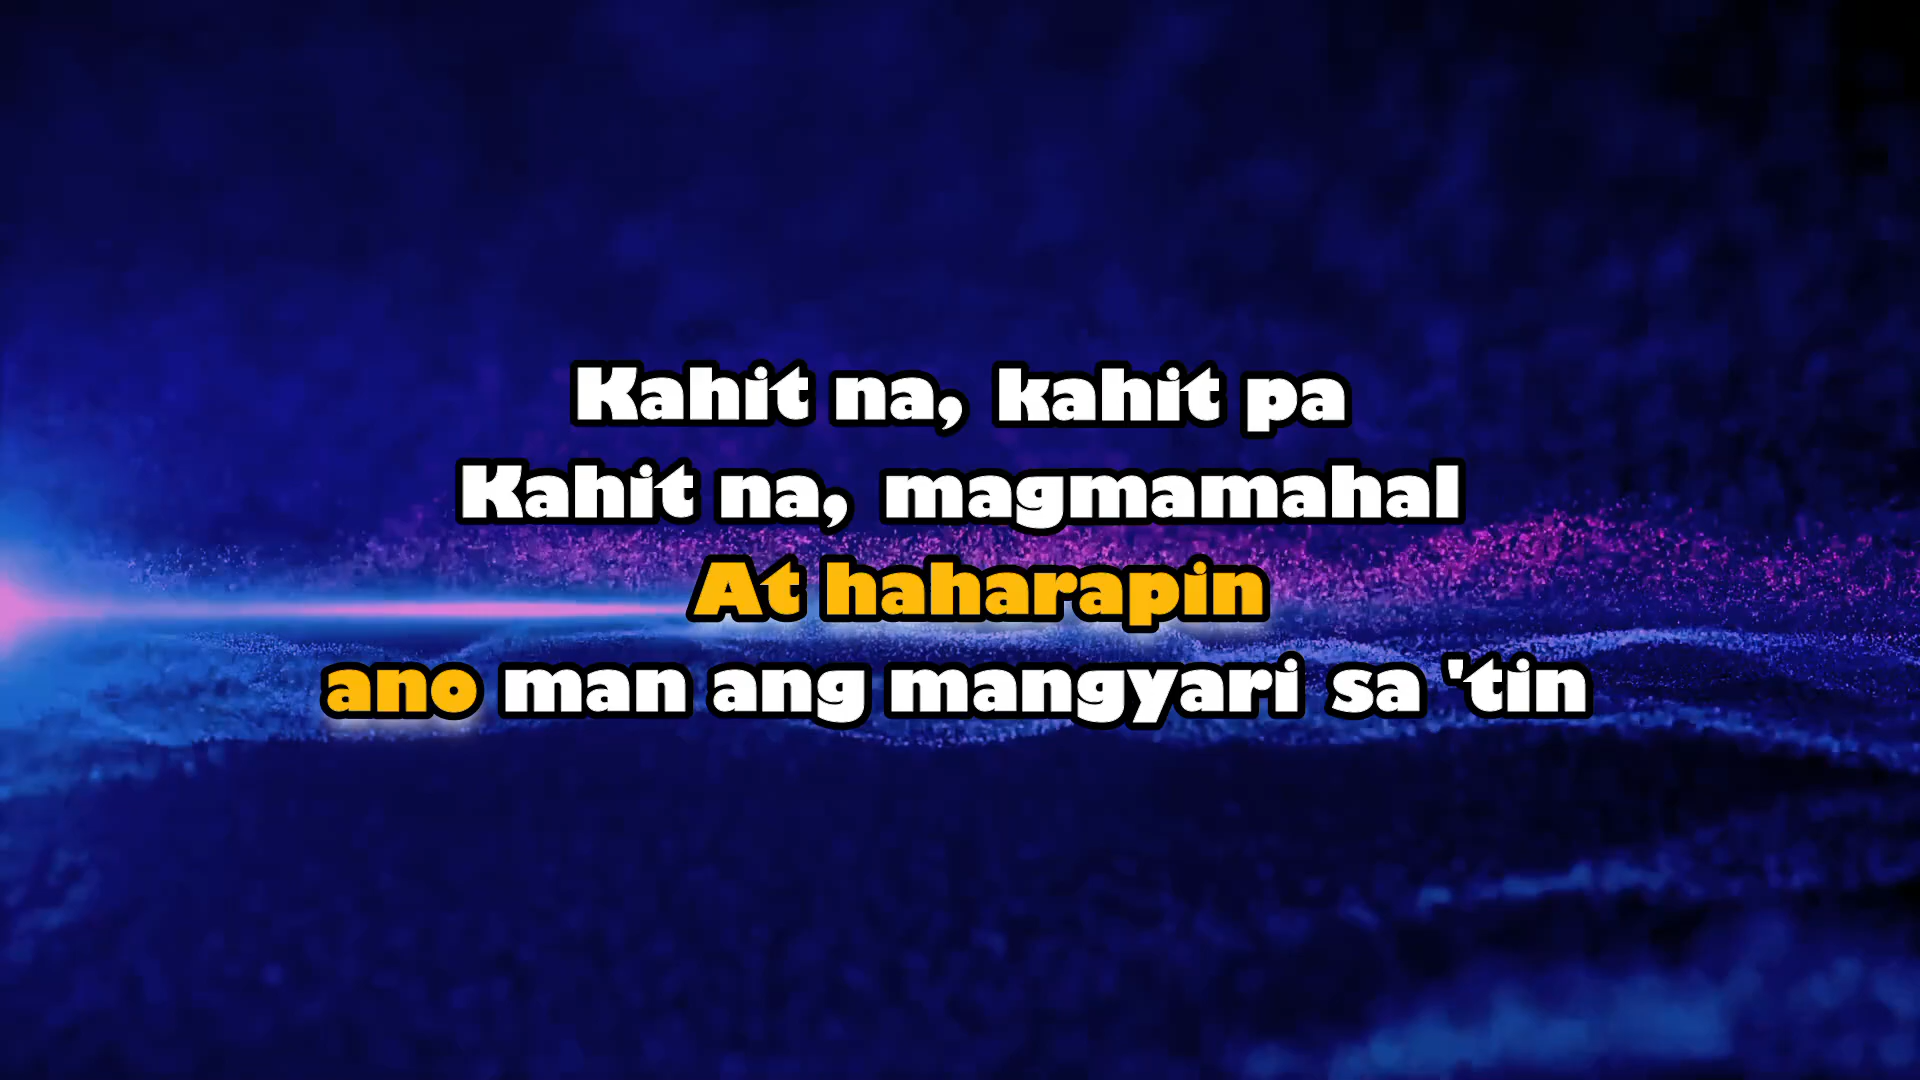 Kahit na, kahit pa
Kahit na, magmamahal
At haharapin
ano man ang mangyari sa 'tin